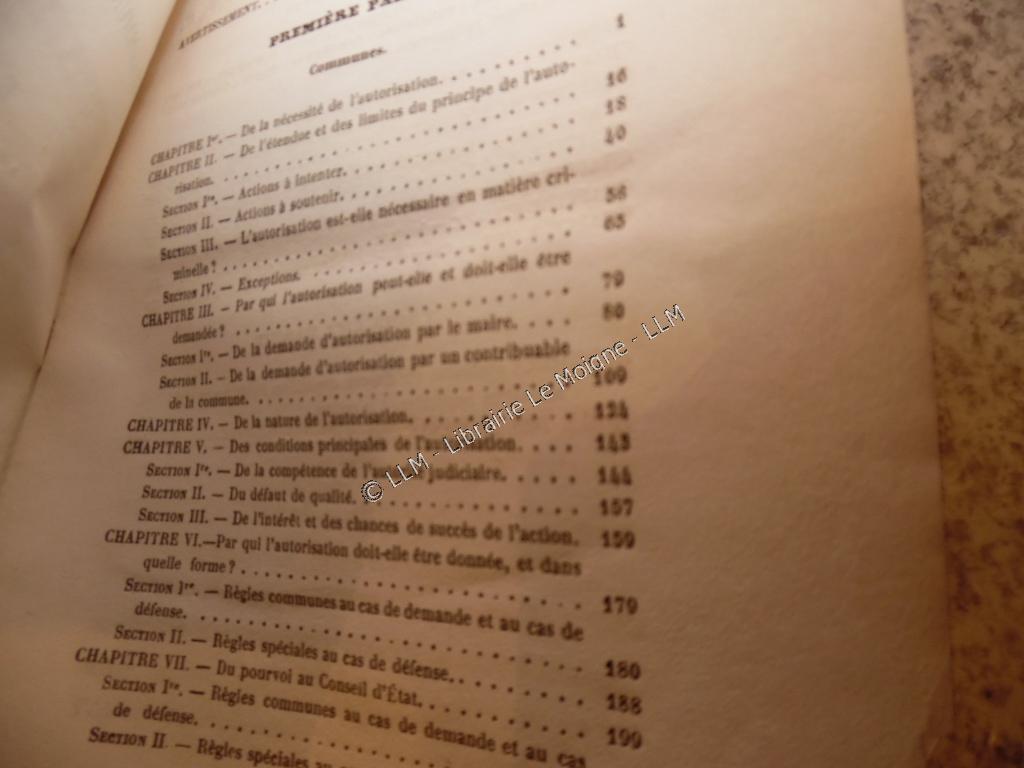 AVERTISSEMENT. . .
PREMIÈRE PAR
Communes.
CHAPITRE Ier. — De la nécessité de l'autorisation. . . . . . . . . 1
CHAPITRE II. — De l'étendue et des limites du principe de l'auto-
risation. . . . . . . . . . . . . . . . . . . . . 16
SECTION Ire. — Actions à intenter. . . . . . . . . . . . . . 18
SECTION II. — Actions à soutenir. . . . . . . . . . . . . . 40
SECTION III. — L'autorisation est-elle nécessaire en matière cri-
minelle ? . . . . . . . . . . . . . . . . . . . . . 58
SECTION IV. — Exceptions. . . . . . . . . . . . . . . . . 65
CHAPITRE III. — Par qui l'autorisation peut-elle et doit-elle être
demandée ? . . . . . . . . . . . . . . . . . . . . 79
SECTION Ire. — De la demande d'autorisation par le maire. . . . . 80
SECTION II. — De la demande d'autorisation par un contribuable
de la commune. . . . . . . . . . . . . . . . . . . 109
CHAPITRE IV. — De la nature de l'autorisation. . . . . . . . . . 134
CHAPITRE V. — Des conditions principales de l'autorisation. . . . 143
SECTION Ire. — De la compétence de l' judiciaire. . . . . 144
SECTION II. — Du défaut de qualité. . . . . . . . . . . . . 157
SECTION III. — De l'intérêt et des chances de succès de l'action. 159
CHAPITRE VI.—Par qui l'autorisation doit-elle être donnée, et dans
quelle forme ? . . . . . . . . . . . . . . . . . . . 179
SECTION Ire. — Règles communes au cas de demande et au cas de
défense. . . . . . . . . . . . . . . . . . . . . . 180
SECTION II. — Règles spéciales au cas de défense. . . . . . . . 188
CHAPITRE VII. — Du pourvoi au Conseil d'État. . . . . . . . . . 199
SECTION Ire. — Règles communes au cas de demande et au cas
de défense. . . . . . . . . . . . . . .
SECTION II — Règles spéciales au
© LLM - Librairie Le Moigne - LLM